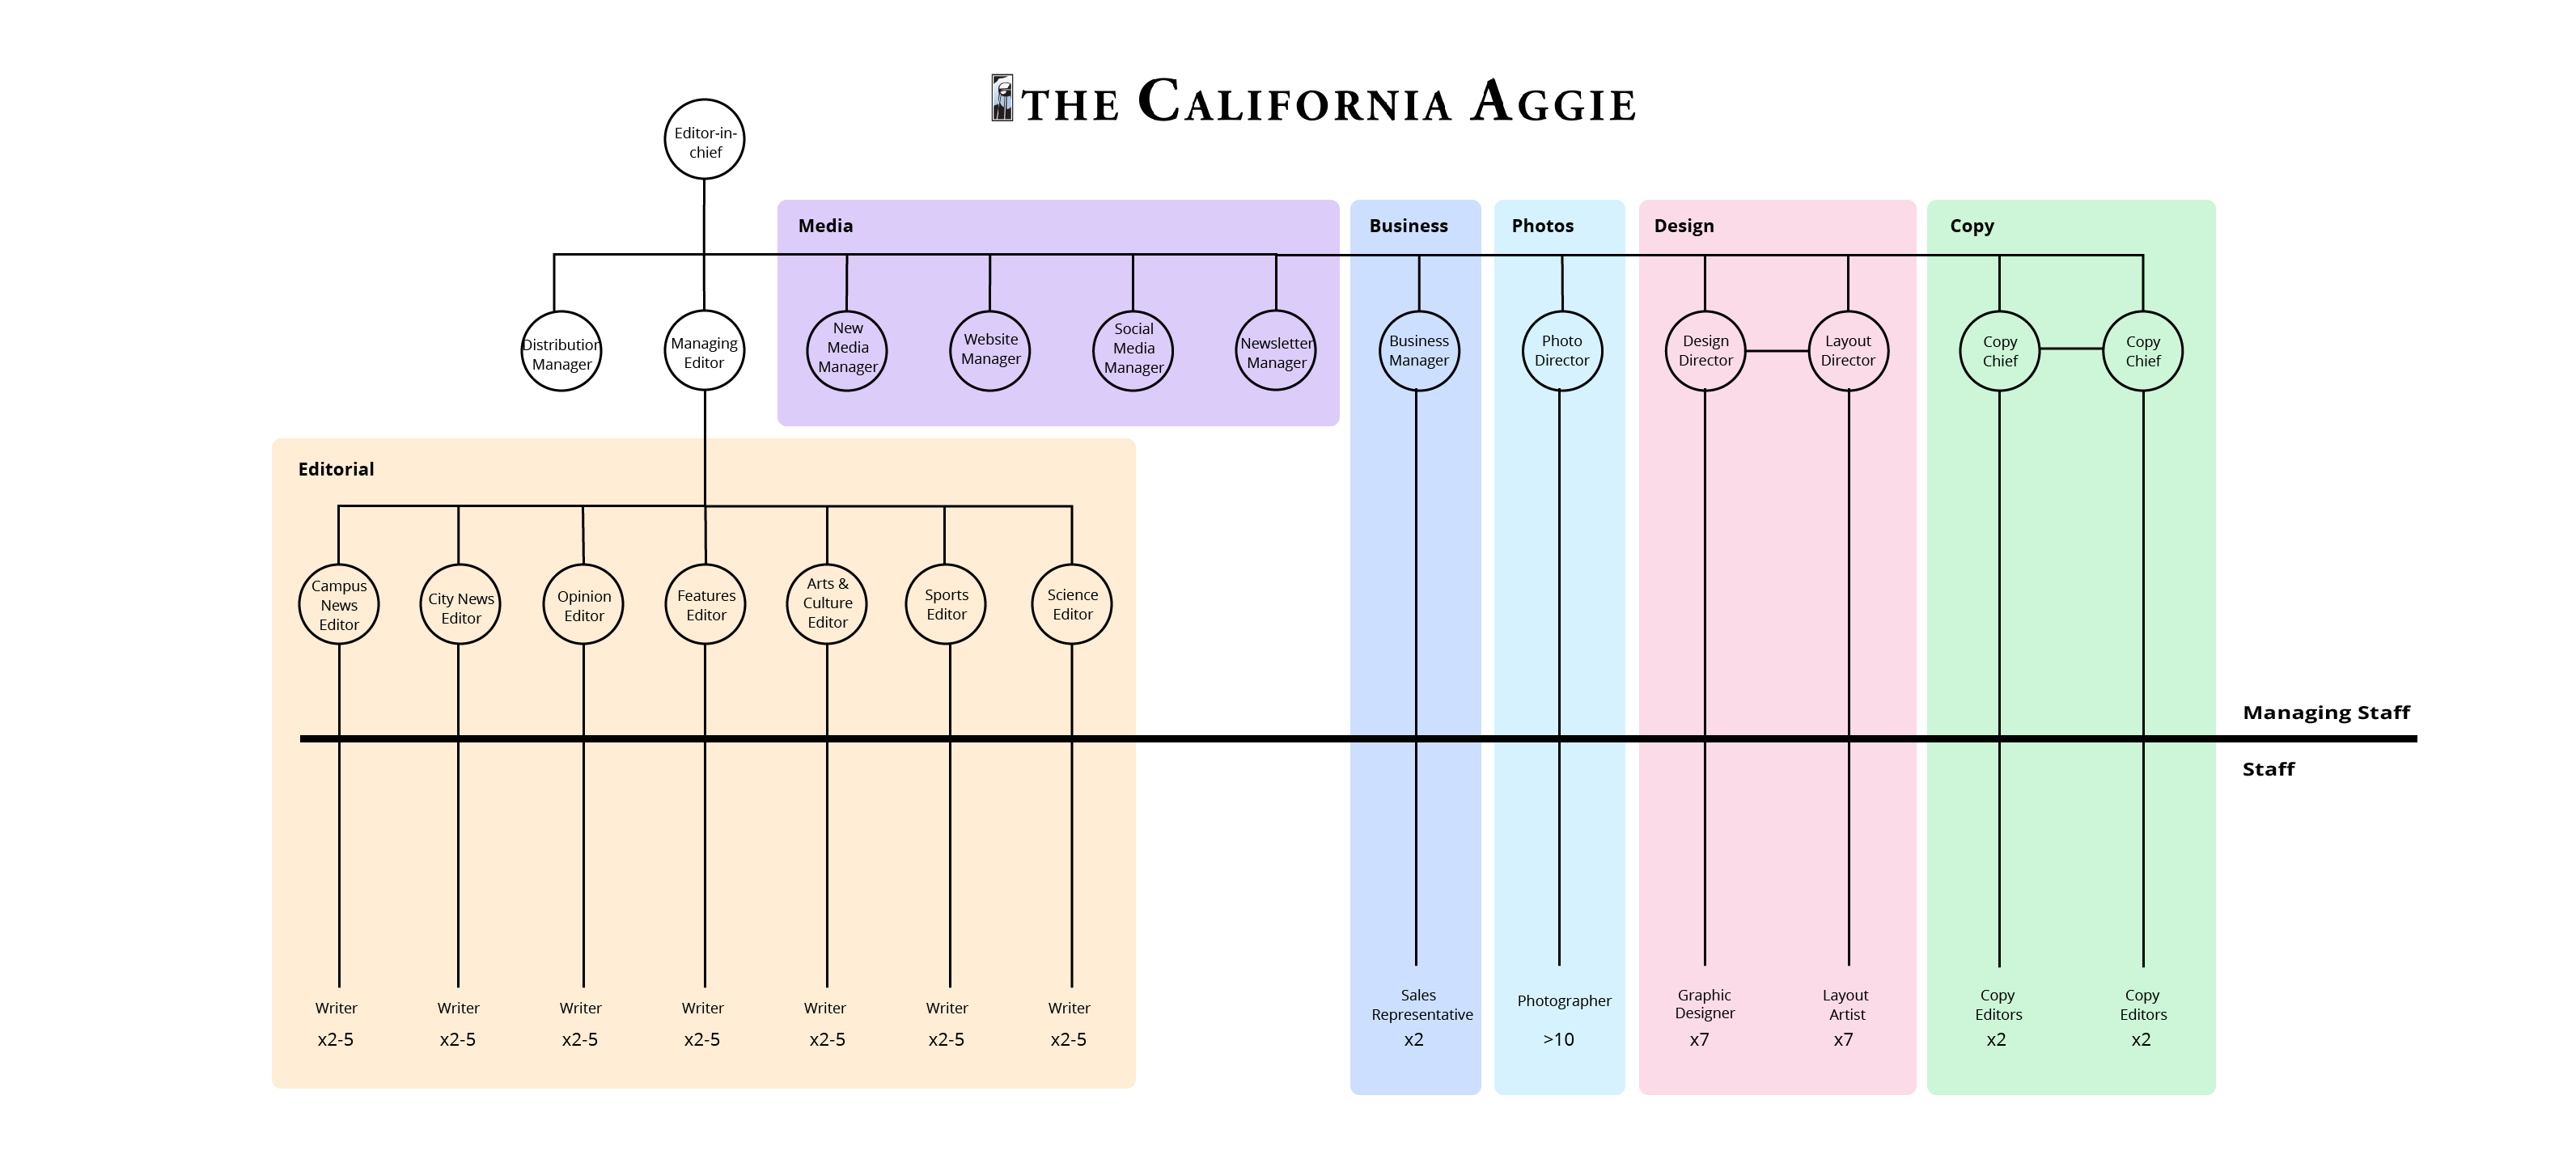 THE CALIFORNIA AGGIE
Editor-in-
chief
Media
Business
Photos
Design
Copy
Distribution
Manager
Managing
Editor
New
Media
Manager
Website
Manager
Social
Media
Manager
Newsletter
Manager
Business
Manager
Photo
Director
Design
Director
Layout
Director
Copy
Chief
Copy
Chief
Editorial
Campus
News
Editor
City News
Editor
Opinion
Editor
Features
Editor
Arts &
Culture
Editor
Sports
Editor
Science
Editor
Managing Staff
Staff
Writer
x2-5
Writer
x2-5
Writer
x2-5
Writer
x2-5
Writer
x2-5
Writer
x2-5
Writer
x2-5
Sales
Representative
x2
Photographer
>10
Graphic
Designer
x7
Layout
Artist
x7
Copy
Editors
x2
Copy
Editors
x2